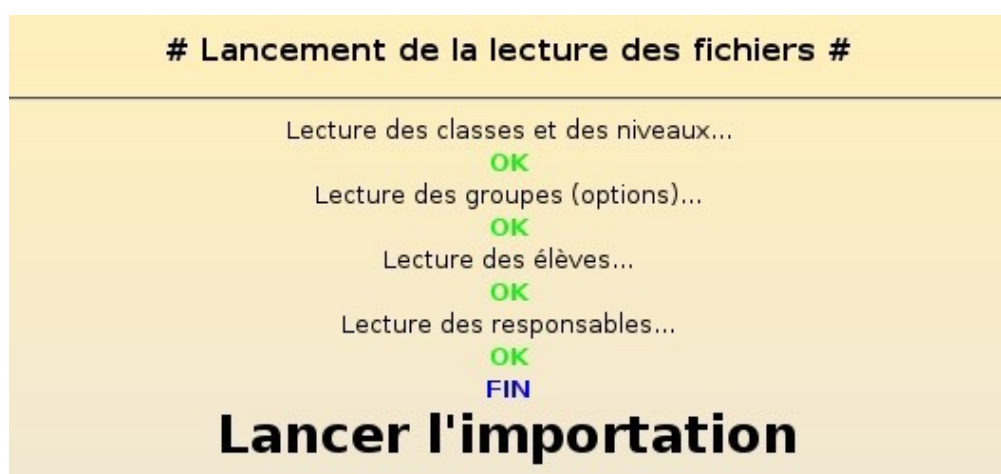 # Lancement de la lecture des fichiers #
Lecture des classes et des niveaux...
OK
Lecture des groupes (options)...
OK
Lecture des élèves...
OK
Lecture des responsables...
OK
FIN
Lancer l'importation